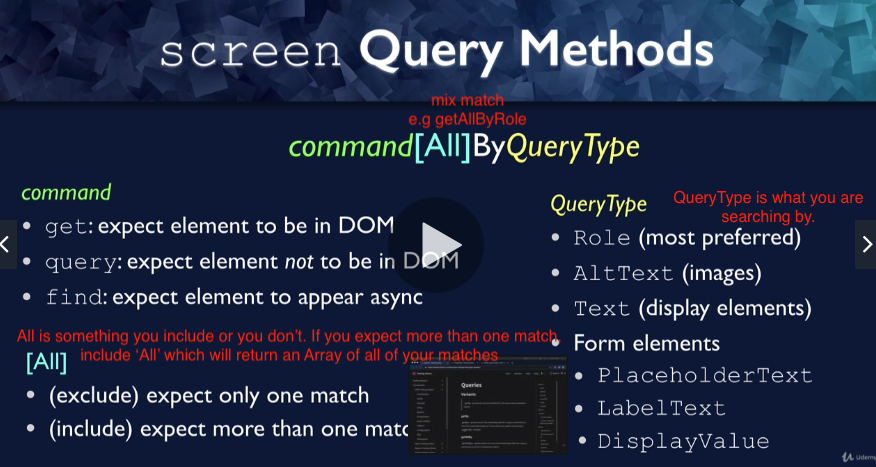 screen Query Methods
mix match
e.g getAllByRole
command[All]ByQueryType
command
get: expect element to be in DOM
query: expect element not to be in DOM
find: expect element to appear async
All is something you include or you don't. If you expect more than one match,
include 'All' which will return an Array of all of your matches
[All]
(exclude) expect only one match
(include) expect more than one matc
QueryType
QueryType is what you are
searching by.
Role (most preferred)
AltText (images)
Text (display elements)
Form elements
PlaceholderText
LabelText
DisplayValue
Queries
Udemy